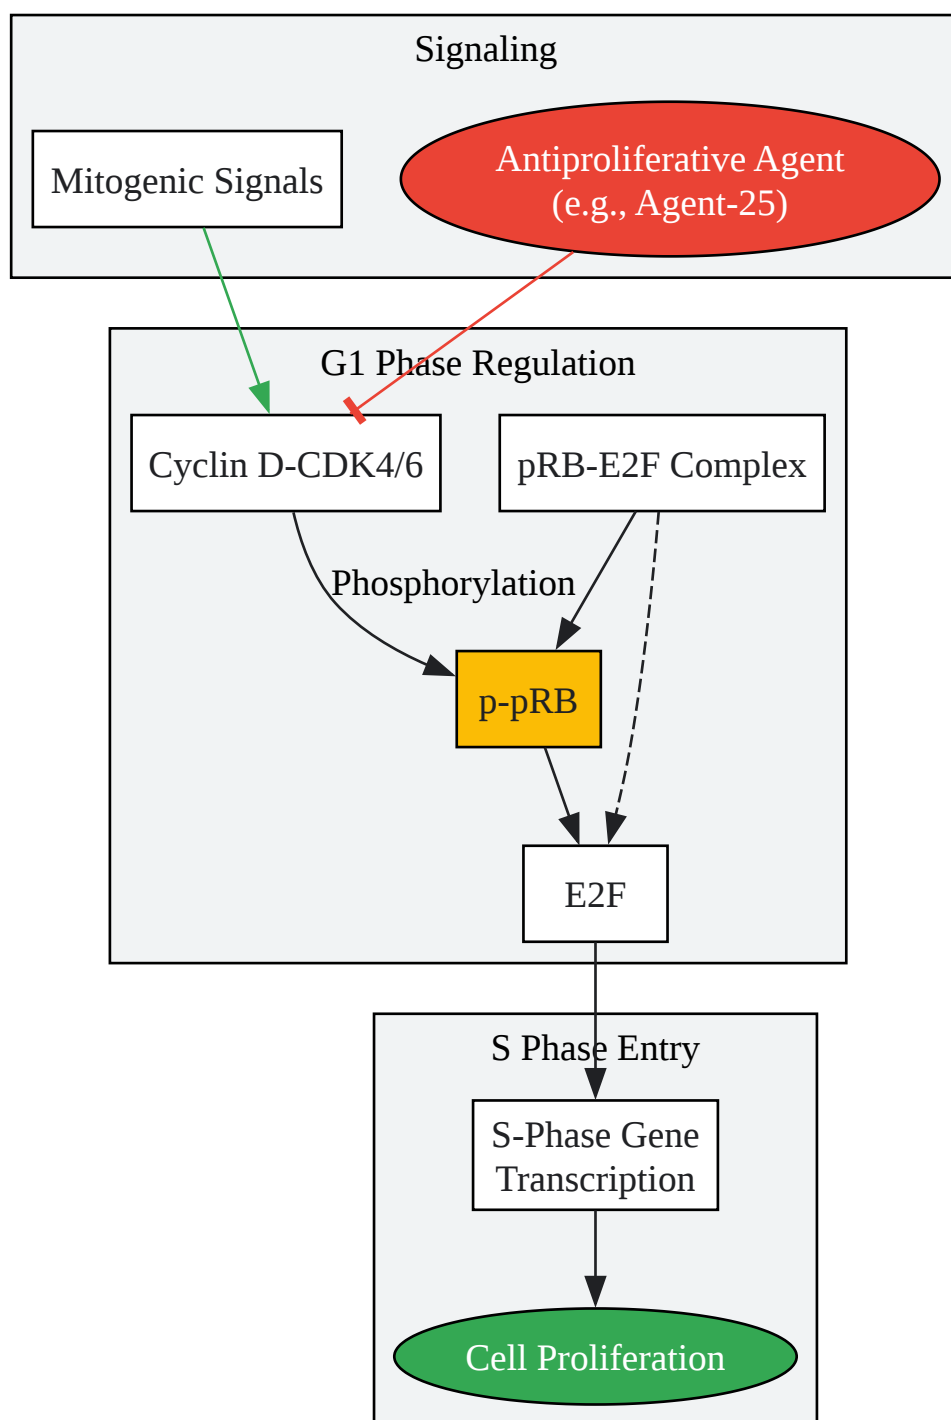 Signaling
Mitogenic Signals
Antiproliferative Agent
(e.g., Agent-25)
G1 Phase Regulation
Cyclin D-CDK4/6
pRB-E2F Complex
Phosphorylation
p-pRB
E2F
S Phase Entry
S-Phase Gene
Transcription
Cell Proliferation